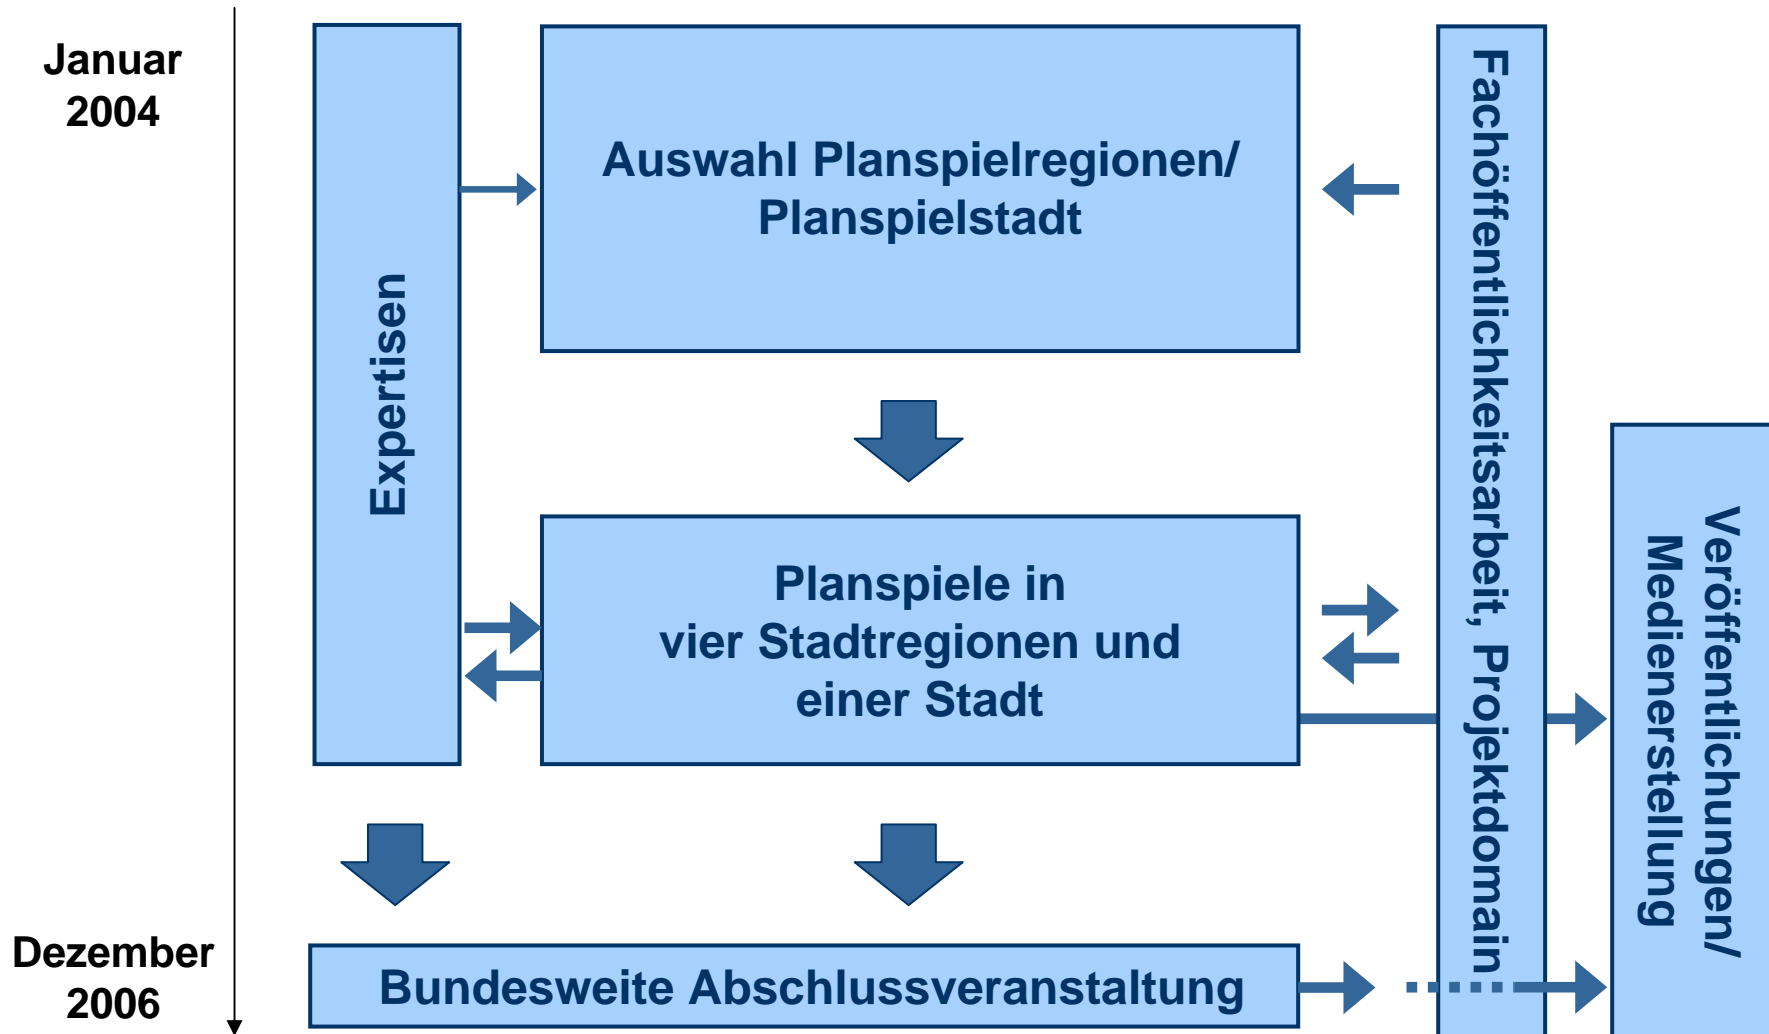 Januar
2004
Expertisen
Auswahl Planspielregionen/
Planspielstadt
Planspiele in
vier Stadtregionen und
einer Stadt
Fachöffentlichkeitsarbeit, Projektdomain
Veröffentlichungen/
Medienerstellung
Dezember
2006
Bundesweite Abschlussveranstaltung